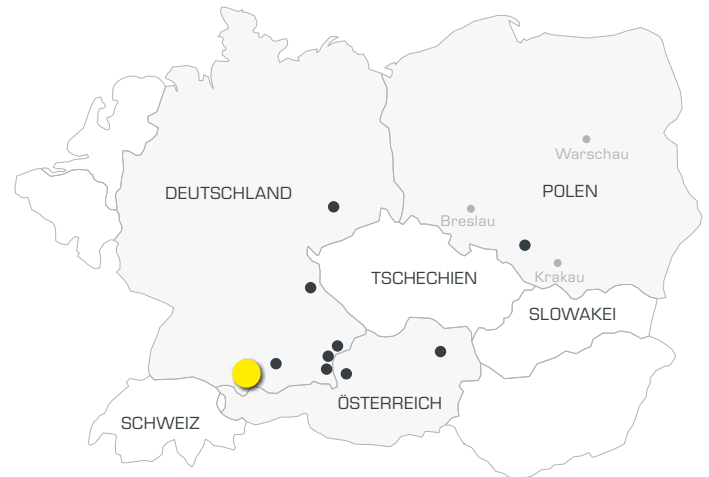 Warschau
DEUTSCHLAND
POLEN
Breslau
TSCHECHIEN
Krakau
SLOWAKEI
ÖSTERREICH
SCHWEIZ